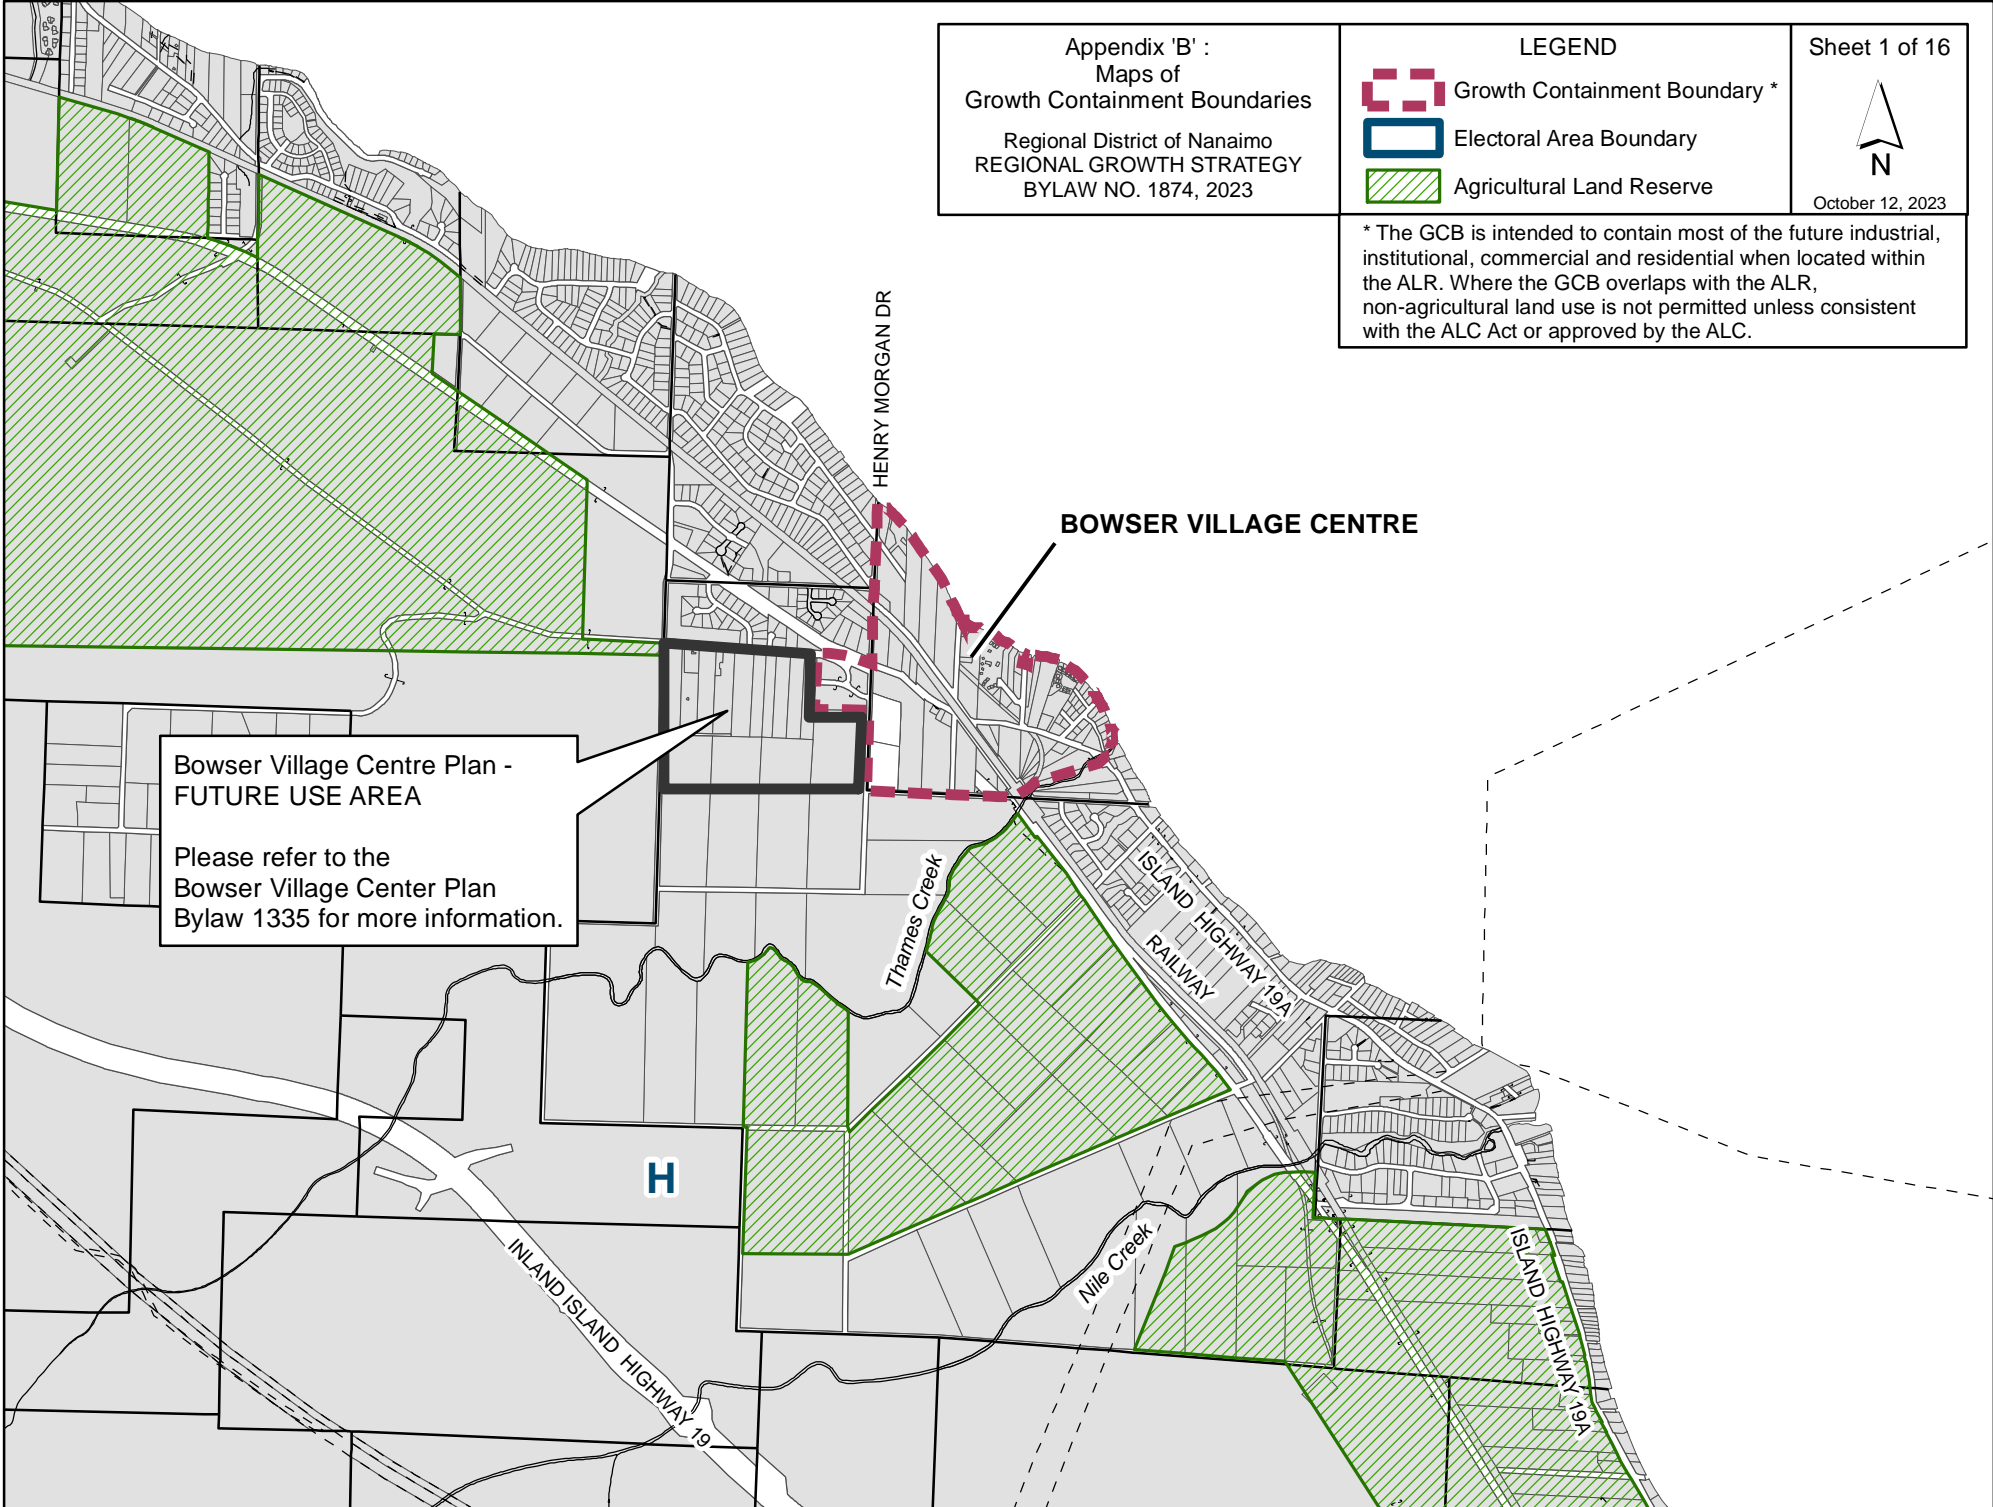 Appendix 'B' :
Maps of
Growth Containment Boundaries
Regional District of Nanaimo
REGIONAL GROWTH STRATEGY
BYLAW NO. 1874, 2023
LEGEND
Growth Containment Boundary *
Electoral Area Boundary
Agricultural Land Reserve
Sheet 1 of 16
N
October 12, 2023
* The GCB is intended to contain most of the future industrial,
institutional, commercial and residential when located within
the ALR. Where the GCB overlaps with the ALR,
non-agricultural land use is not permitted unless consistent
with the ALC Act or approved by the ALC.
HENRY MORGAN DR
BOWSER VILLAGE CENTRE
Bowser Village Centre Plan -
FUTURE USE AREA
Please refer to the
Bowser Village Center Plan
Bylaw 1335 for more information.
Thames Creek
ISLAND HIGHWAY 19A
RAILWAY
H
Nile Creek
INLAND ISLAND HIGHWAY 19
ISLAND HIGHWAY 19A